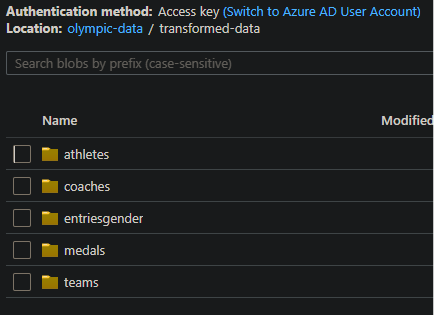 Authentication method: Access key (Switch to Azure AD User Account)
Location: olympic-data / transformed-data
Search blobs by prefix (case-sensitive)
Name Modified
athletes
coaches
entriesgender
medals
teams